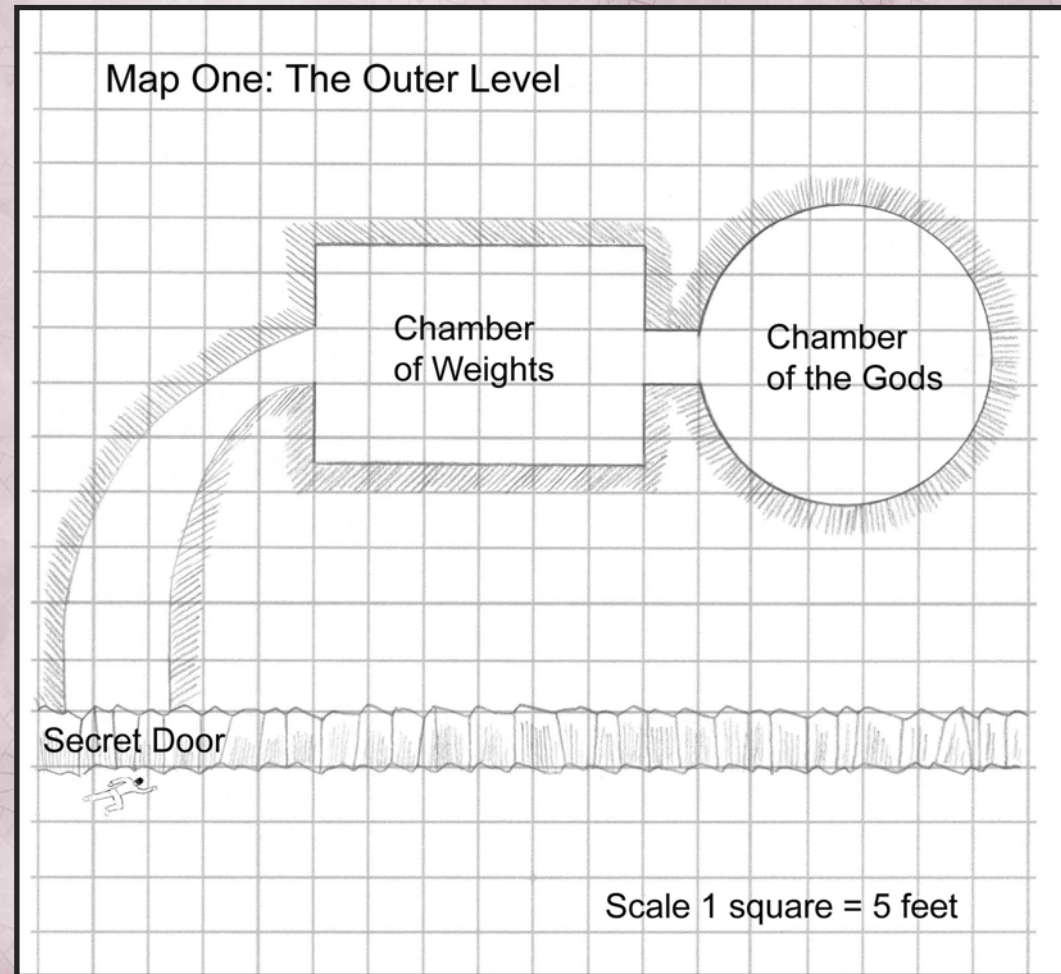 Map One: The Outer Level
Chamber
of Weights
Chamber
of the Gods
Secret Door
Scale 1 square = 5 feet